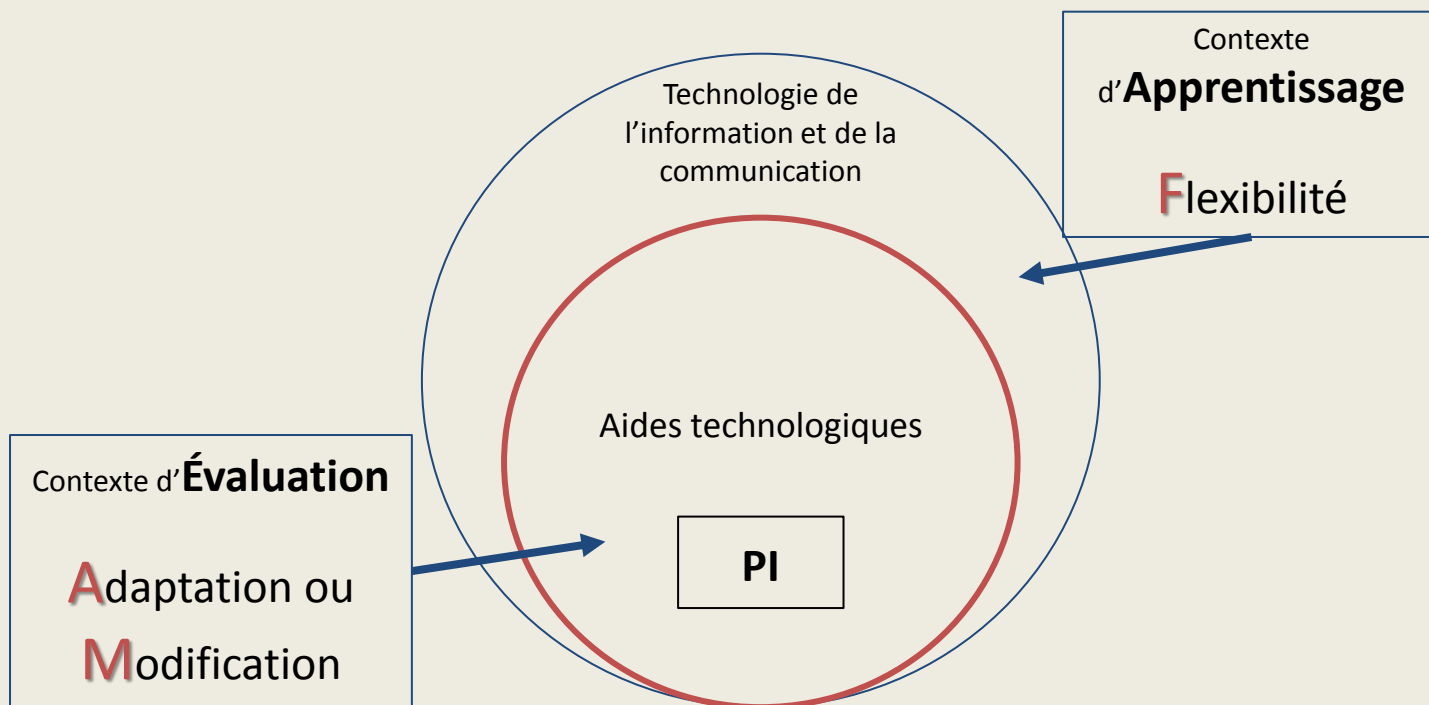 Contexte
d'Apprentissage
Flexibilité
Technologie de
l'information et de la
communication
Aides technologiques
PI
Contexte d'Évaluation
Adaptation ou
Modification